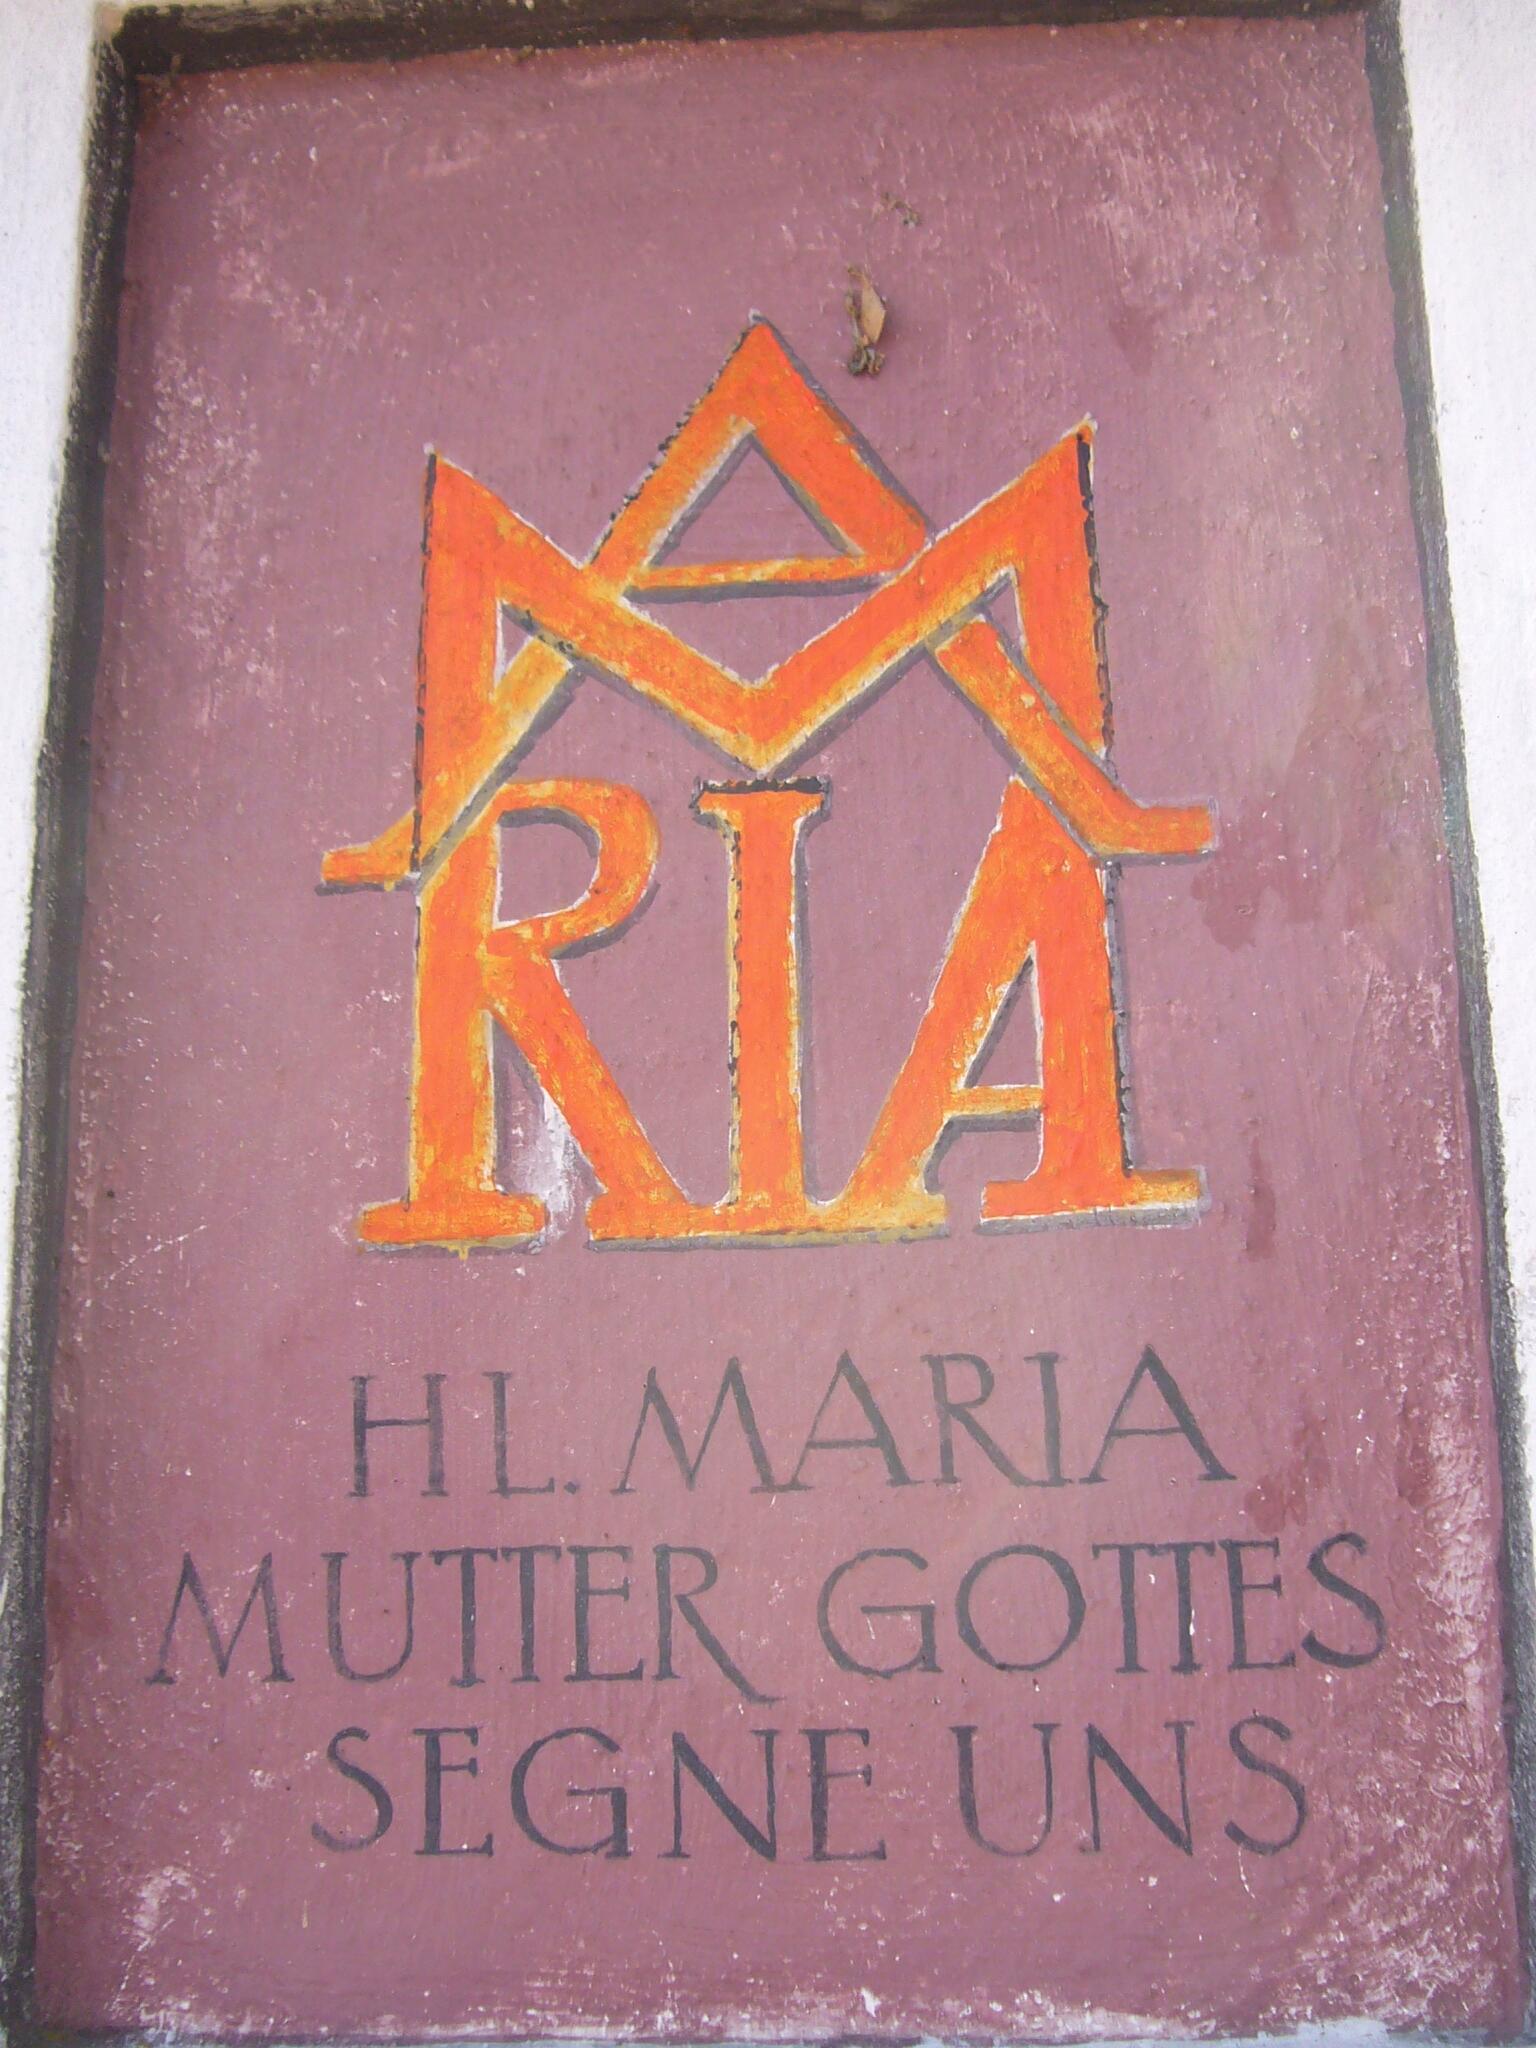 MARIA
HL. MARIA
MUTTER GOTTES
SEGNE UNS